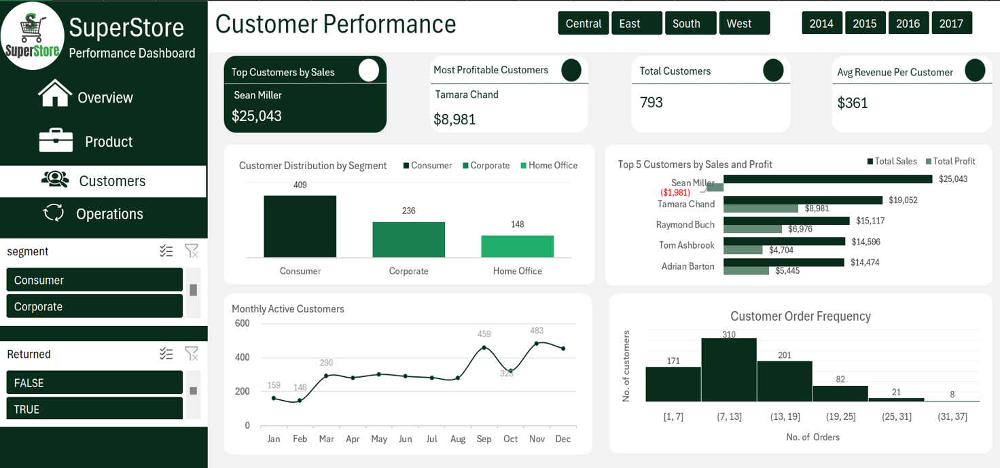 SuperStore
SuperStore
Performance Dashboard
Overview
Product
Customers
Operations
segment
Consumer
Corporate
Returned
FALSE
TRUE
Customer Performance
Central East South West
2014 2015 2016 2017
Top Customers by Sales
Sean Miller
$25,043
Most Profitable Customers
Tamara Chand
$8,981
Total Customers
793
Avg Revenue Per Customer
$361
Customer Distribution by Segment
Consumer Corporate Home Office
409
236
148
Consumer Corporate Home Office
Top 5 Customers by Sales and Profit
Total Sales Total Profit
Sean Miller $25,043
($1,981)
Tamara Chand $19,052
$8,981
Raymond Buch $15,117
$6,976
Tom Ashbrook $14,596
$4,704
Adrian Barton $14,474
$5,445
Monthly Active Customers
600
400
200
0
159 146 290 459 323 483
Jan Feb Mar Apr May Jun Jul Aug Sep Oct Nov Dec
Customer Order Frequency
No. of customers
171 310 201 82 21 8
[1, 7] (7, 13] (13, 19] (19, 25] (25, 31] (31, 37]
No. of Orders